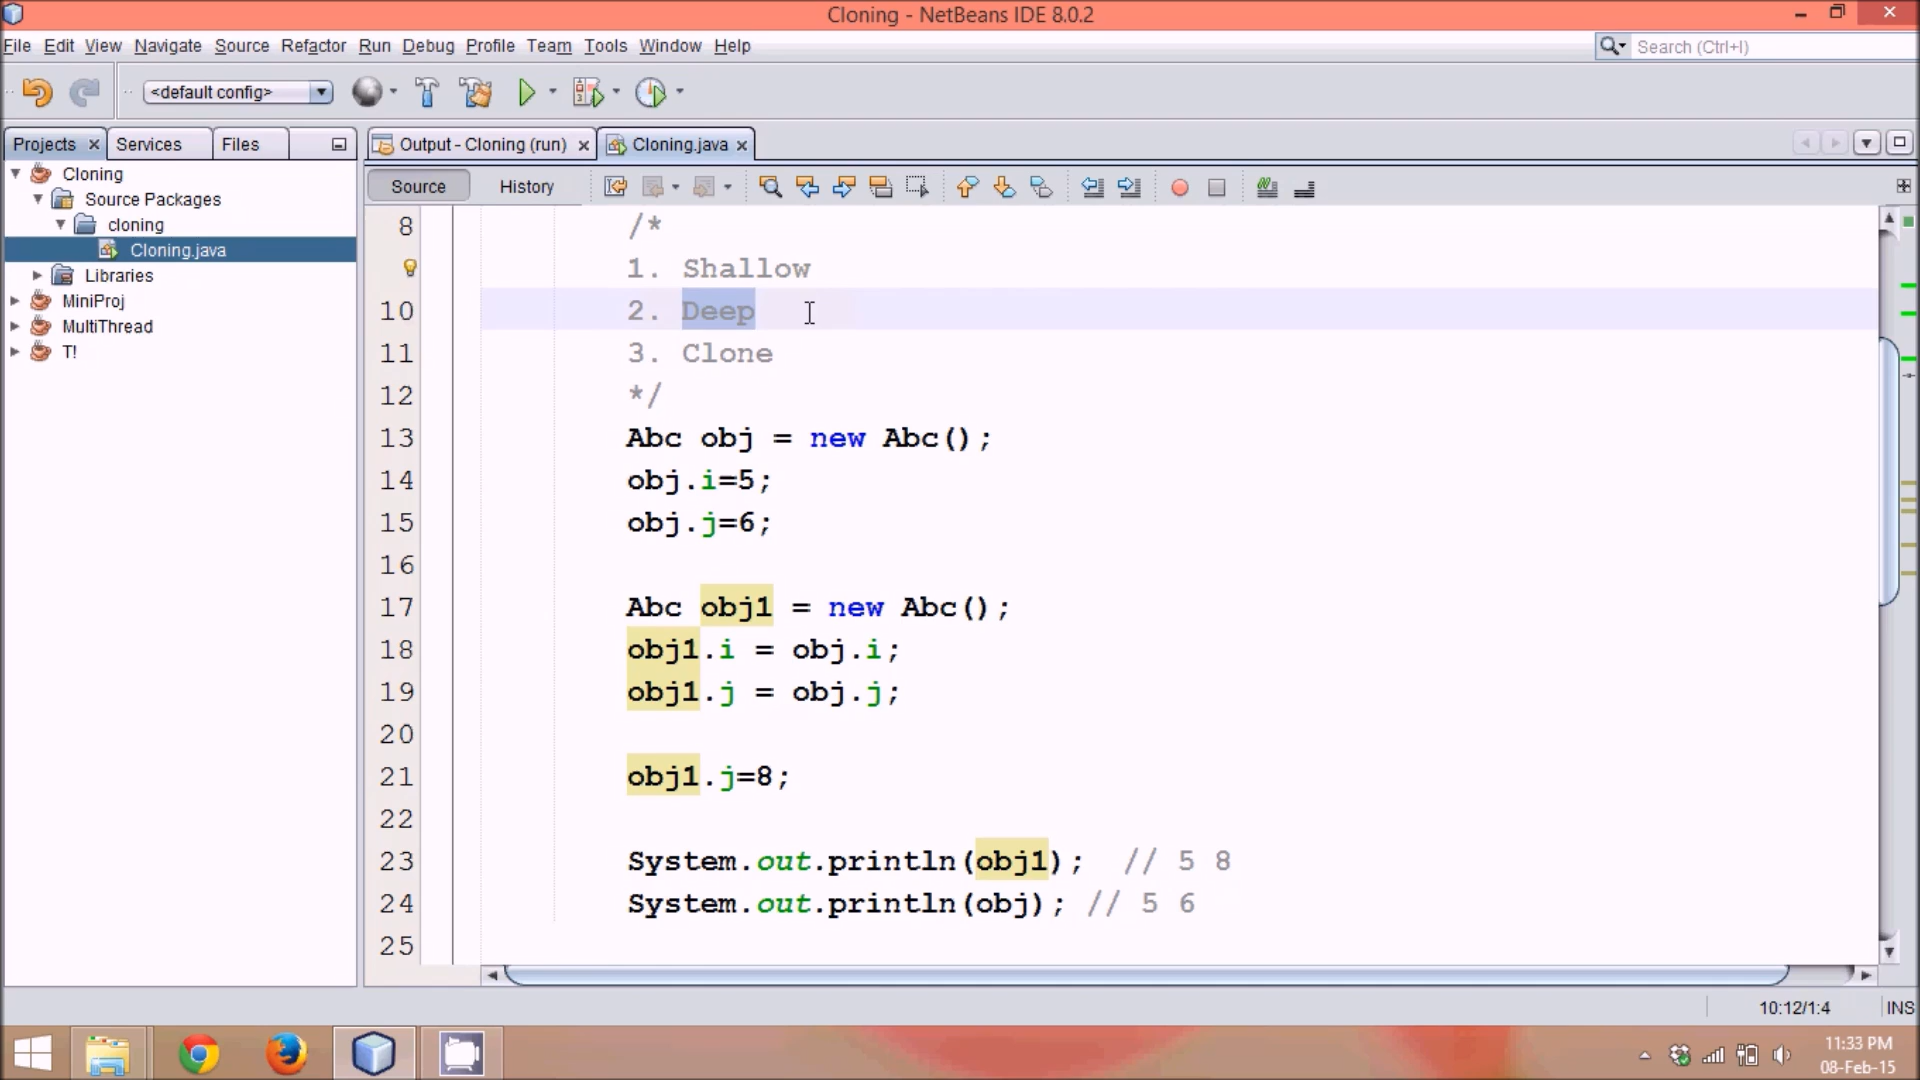 Cloning - NetBeans IDE 8.0.2
File Edit View Navigate Source Refactor Run Debug Profile Team Tools Window Help
Search (Ctrl+I)
<default config>
Projects Services Files
Output - Cloning (run) Cloning.java
Cloning
Source Packages
cloning
Cloning.java
Libraries
MiniProj
MultiThread
T!
Source History
8 /*
1. Shallow
10 2. Deep
11 3. Clone
12 */
13 Abc obj = new Abc();
14 obj.i=5;
15 obj.j=6;
16
17 Abc obj1 = new Abc();
18 obj1.i = obj.i;
19 obj1.j = obj.j;
20
21 obj1.j=8;
22
23 System.out.println(obj1); // 5 8
24 System.out.println(obj); // 5 6
25
10:12/1:4 INS
11:33 PM
08-Feb-15